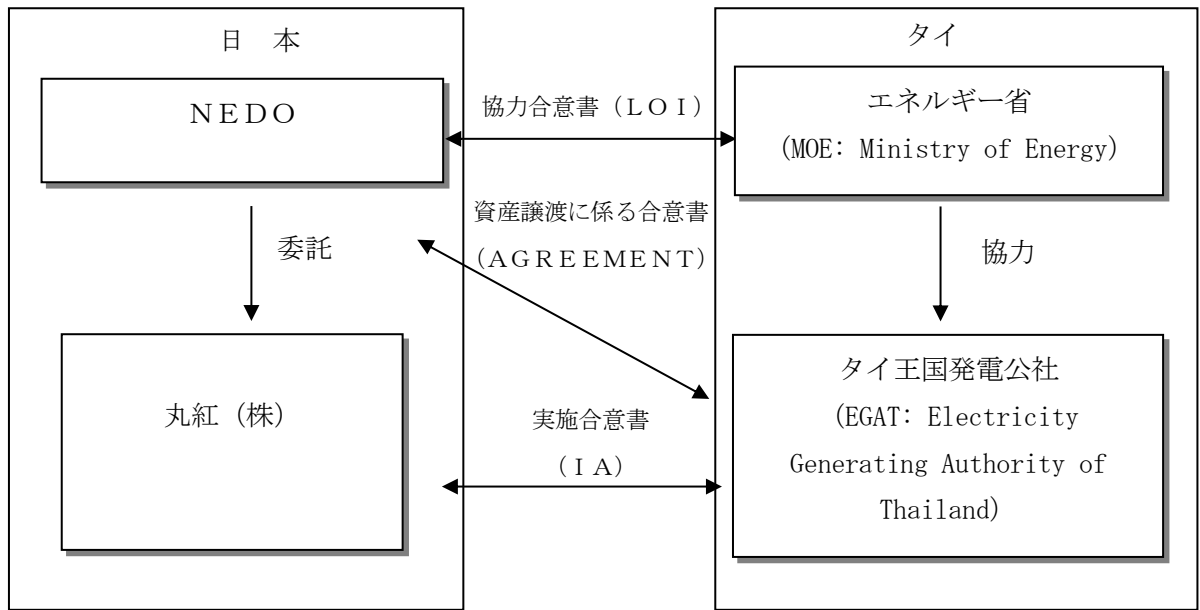 日　本
タイ
ＮＥＤＯ
協力合意書（ＬＯＩ）
エネルギー省
(MOE: Ministry of Energy)
委託
資産譲渡に係る合意書
（ＡＧＲＥＥＭＥＮＴ）
協力
丸紅（株）
実施合意書
（ＩＡ）
タイ王国発電公社
(EGAT: Electricity
Generating Authority of
Thailand)